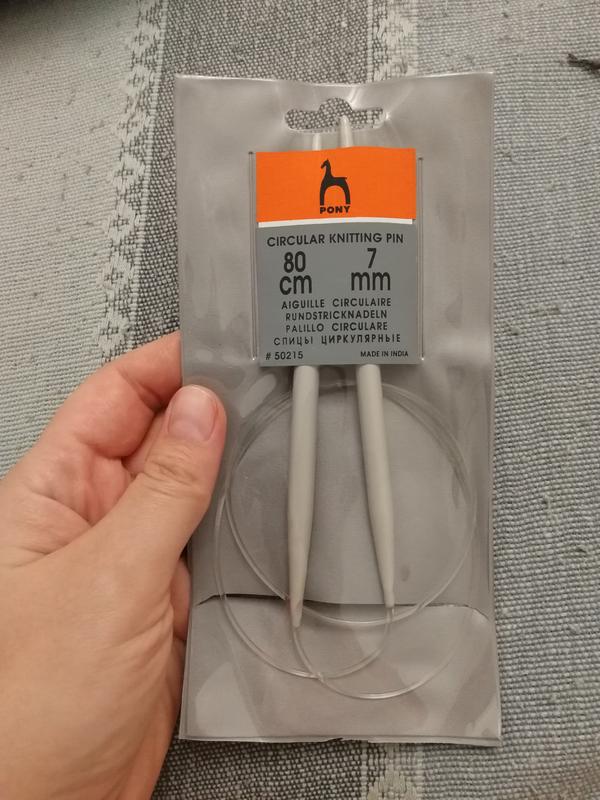 PONY
CIRCULAR KNITTING PIN
80 7
cm mm
AIGUILLE CIRCULAIRE
RUNDSTRICKNADELN
PALILLO CIRCULARE
СПИЦЫ ЦИРКУЛЯРНЫЕ
# 50215 MADE IN INDIA